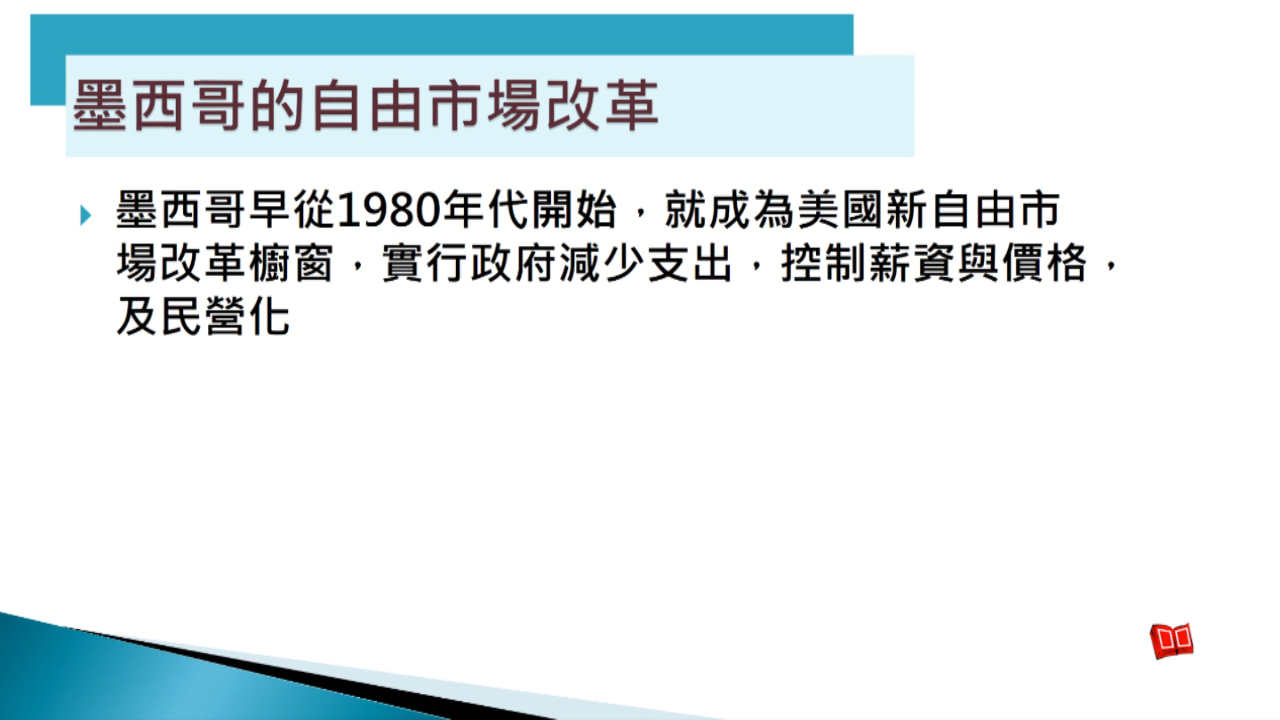 墨西哥的自由市場改革
墨西哥早從1980年代開始，就成為美國新自由市
場改革櫥窗，實行政府減少支出，控制薪資與價格，
及民營化